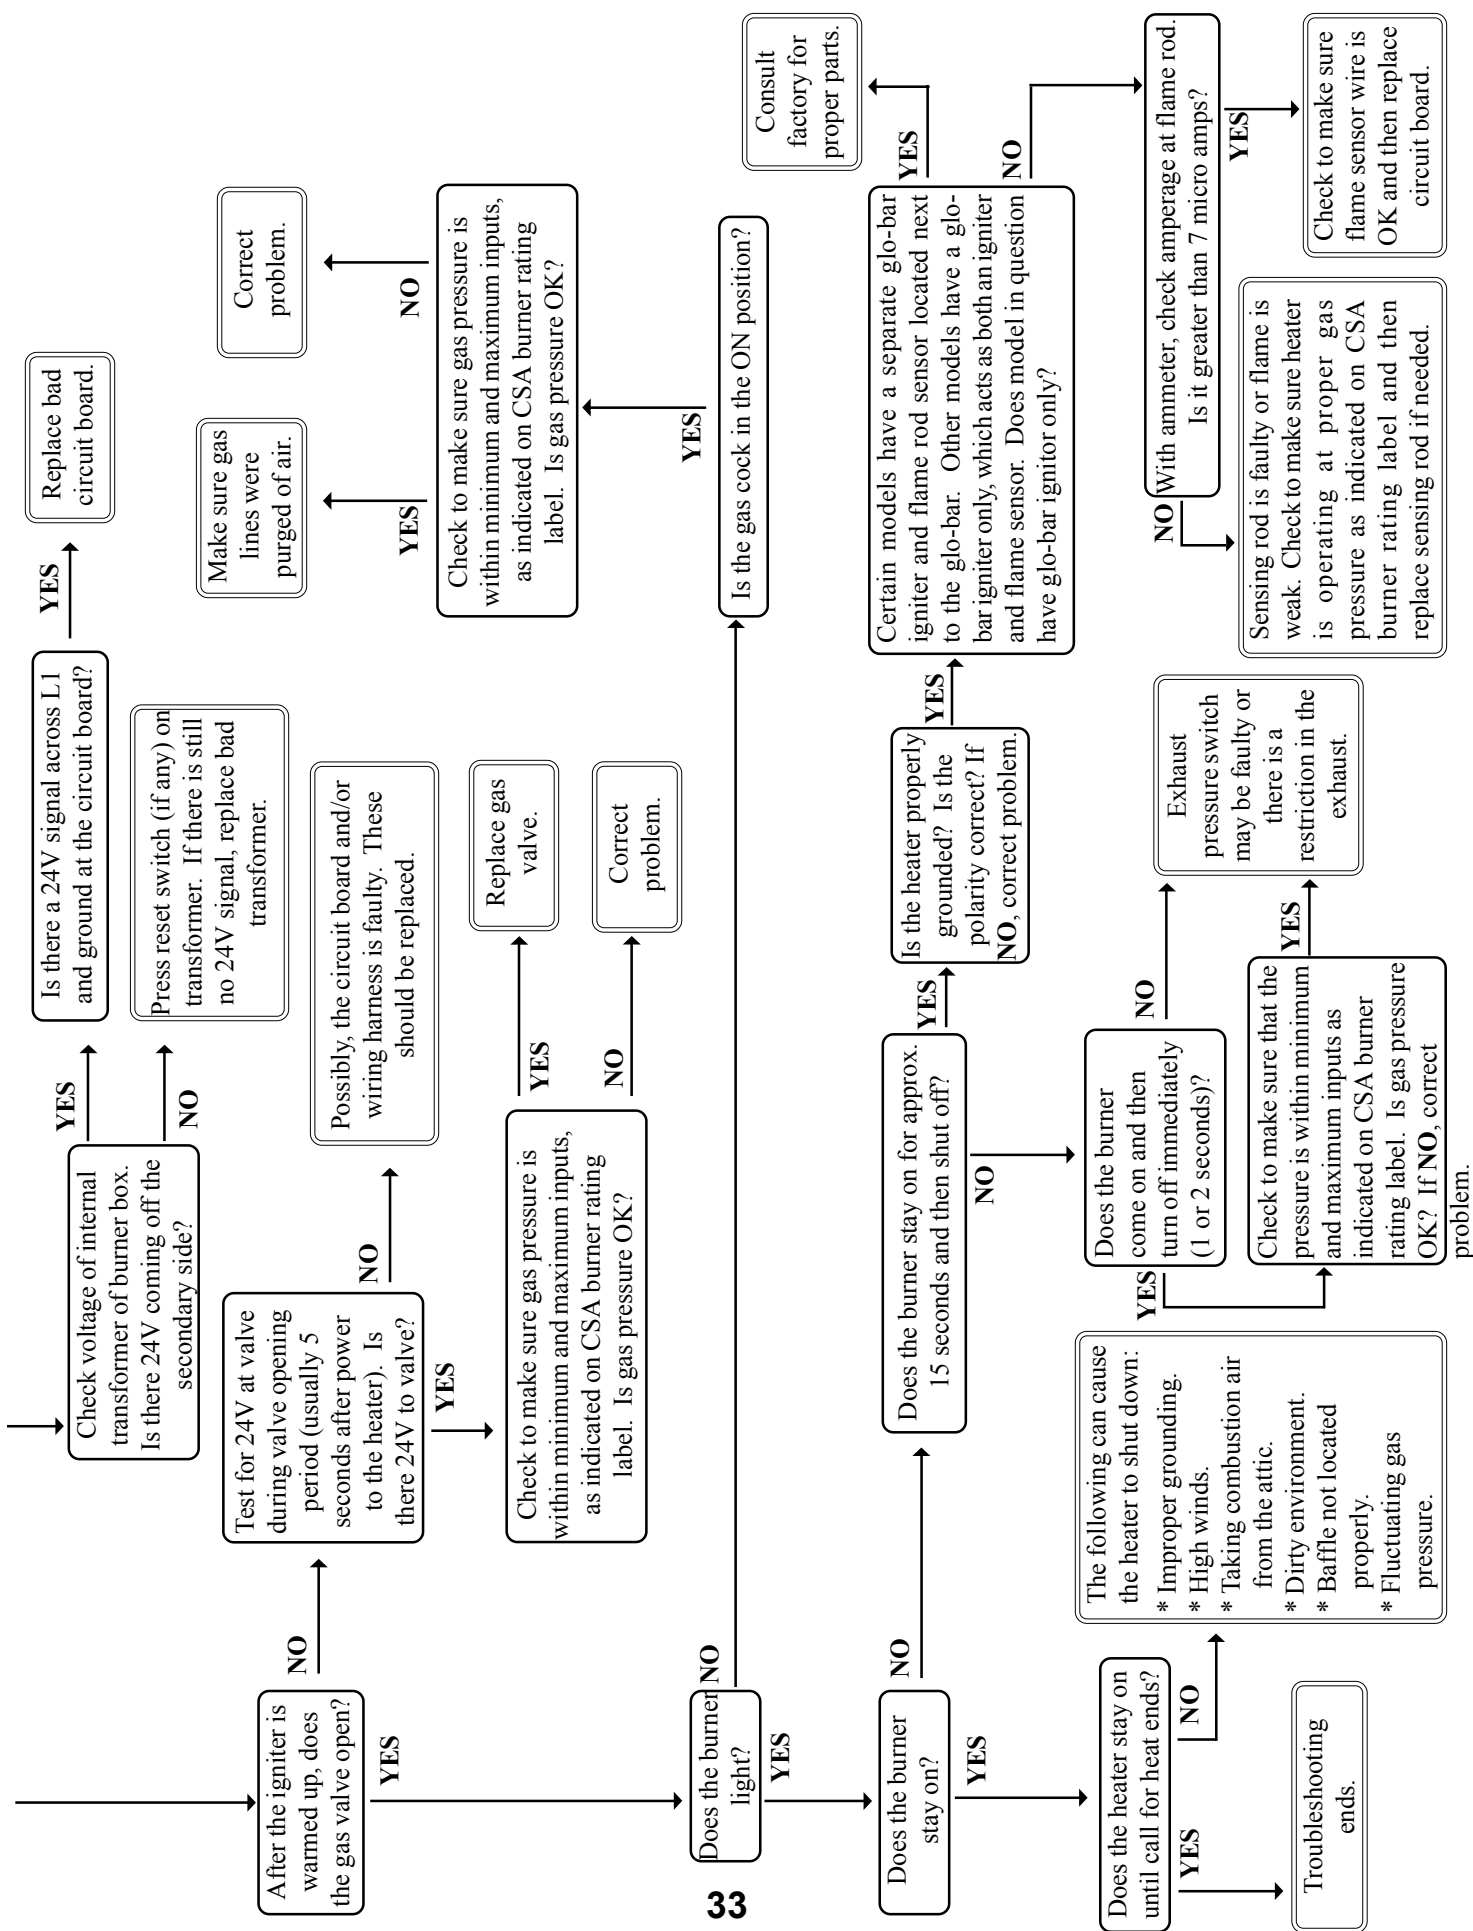 Check voltage of internal
transformer of burner box.
Is there 24V coming off the
secondary side?
YES
NO
Is there a 24V signal across L1
and ground at the circuit board?
YES
Replace bad
circuit board.
Press reset switch (if any) on
transformer.  If there is still
no 24V signal, replace bad
transformer.
After the igniter is
warmed up, does
the gas valve open?
NO
YES
Test for 24V at valve
during valve opening
period (usually 5
seconds after power
to the heater).  Is
there 24V to valve?
NO
YES
Possibly, the circuit board and/or
wiring harness is faulty.  These
should be replaced.
Check to make sure gas pressure is
within minimum and maximum inputs,
as indicated on CSA burner rating
label.  Is gas pressure OK?
YES
NO
Replace gas
valve.
Correct
problem.
Does the burner
light?
NO
YES
Is the gas cock in the ON position?
YES
Check to make sure gas pressure is
within minimum and maximum inputs,
as indicated on CSA burner rating
label.  Is gas pressure OK?
YES
NO
Make sure gas
lines were
purged of air.
Correct
problem.
Does the burner
stay on?
NO
YES
Does the burner stay on for approx.
15 seconds and then shut off?
YES
NO
Is the heater properly
grounded?  Is the
polarity correct? If
NO, correct problem.
YES
Certain models have a separate glo-bar
igniter and flame rod sensor located next
to the glo-bar.  Other models have a glo-
bar igniter only, which acts as both an igniter
and flame sensor.  Does model in question
have glo-bar ignitor only?
YES
NO
Consult
factory for
proper parts.
With ammeter, check amperage at flame rod.
Is it greater than 7 micro amps?
NO
YES
Sensing rod is faulty or flame is
weak. Check to make sure heater
is operating at proper gas
pressure as indicated on CSA
burner rating label and then
replace sensing rod if needed.
Check to make sure
flame sensor wire is
OK and then replace
circuit board.
Does the burner
come on and then
turn off immediately
(1 or 2 seconds)?
NO
YES
Exhaust
pressure switch
may be faulty or
there is a
restriction in the
exhaust.
Check to make sure that the
pressure is within minimum
and maximum inputs as
indicated on CSA burner
rating label.  Is gas pressure
OK?  If NO, correct
problem.
YES
Does the heater stay on
until call for heat ends?
NO
YES
The following can cause
the heater to shut down:
* Improper grounding.
* High winds.
* Taking combustion air
from the attic.
* Dirty environment.
* Baffle not located
properly.
* Fluctuating gas
pressure.
Troubleshooting
ends.
33